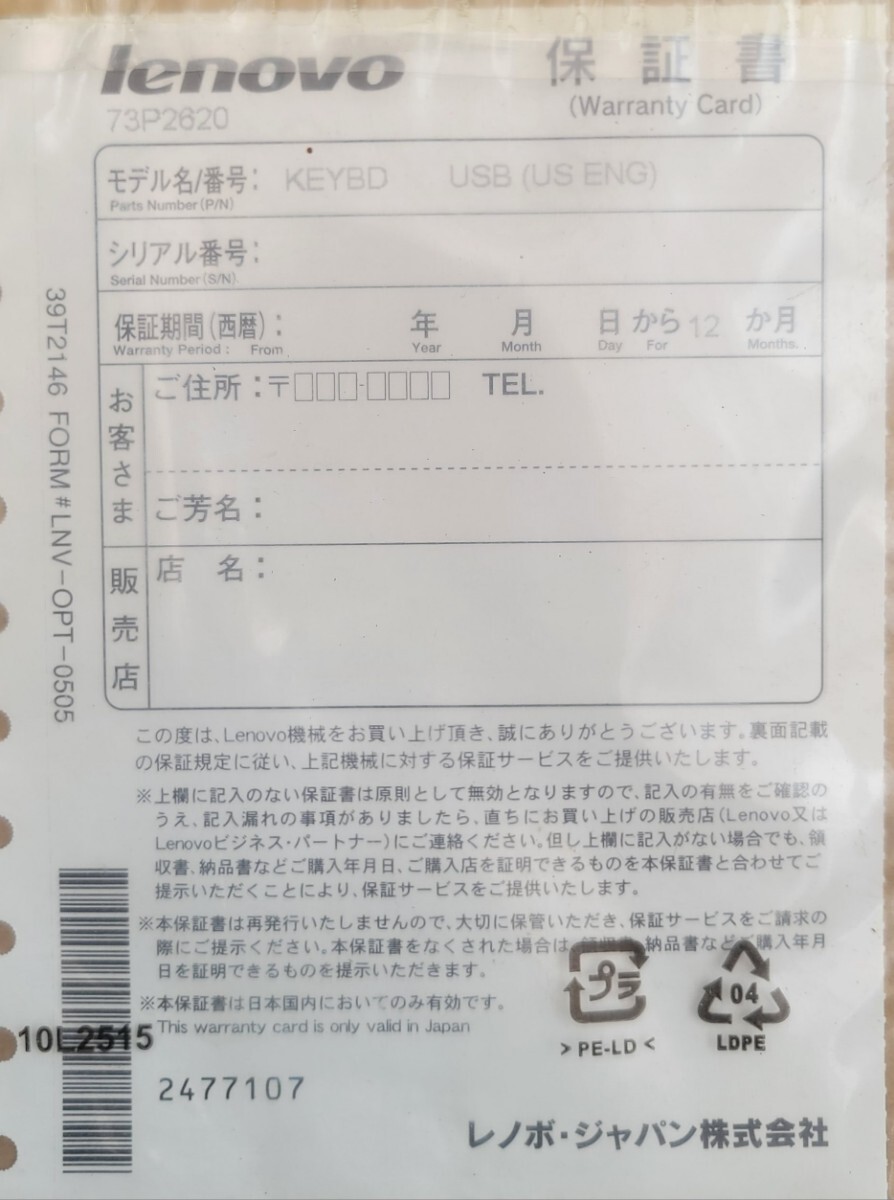 lenovo
保証書
(Warranty Card)
73P2620
モデル名/番号: KEYBD USB (US ENG)
Parts Number (P/N)
シリアル番号:
Serial Number (S/N)
保証期間(西暦): 年 月 日 から 12 か月
Warranty Period : From Year Month Day For Months.
お客さま
ご住所:〒□□□-□□□□ TEL.
ご芳名:
販売店
店 名:
39T2146 FORM#LNV-OPT-0505
この度は、Lenovo機械をお買い上げ頂き、誠にありがとうございます。裏面記載
の保証規定に従い、上記機械に対する保証サービスをご提供いたします。
※上欄に記入のない保証書は原則として無効となりますので、記入の有無をご確認の
うえ、記入漏れの事項がありましたら、直ちにお買い上げの販売店(Lenovo又は
Lenovoビジネス・パートナー)にご連絡ください。但し上欄に記入がない場合でも、領
収書、納品書などご購入年月日、ご購入店を証明できるものを本保証書と合わせてご
提示いただくことにより、保証サービスをご提供いたします。
※本保証書は再発行いたしませんので、大切に保管いただき、保証サービスをご請求の
際にご提示ください。本保証書をなくされた場合は、領収書、納品書などご購入年月
日を証明できるものを提示いただきます。
※本保証書は日本国内においてのみ有効です。
This warranty card is only valid in Japan
プラ
> PE-LD <
04
LDPE
10L2515
2477107
レノボ・ジャパン株式会社